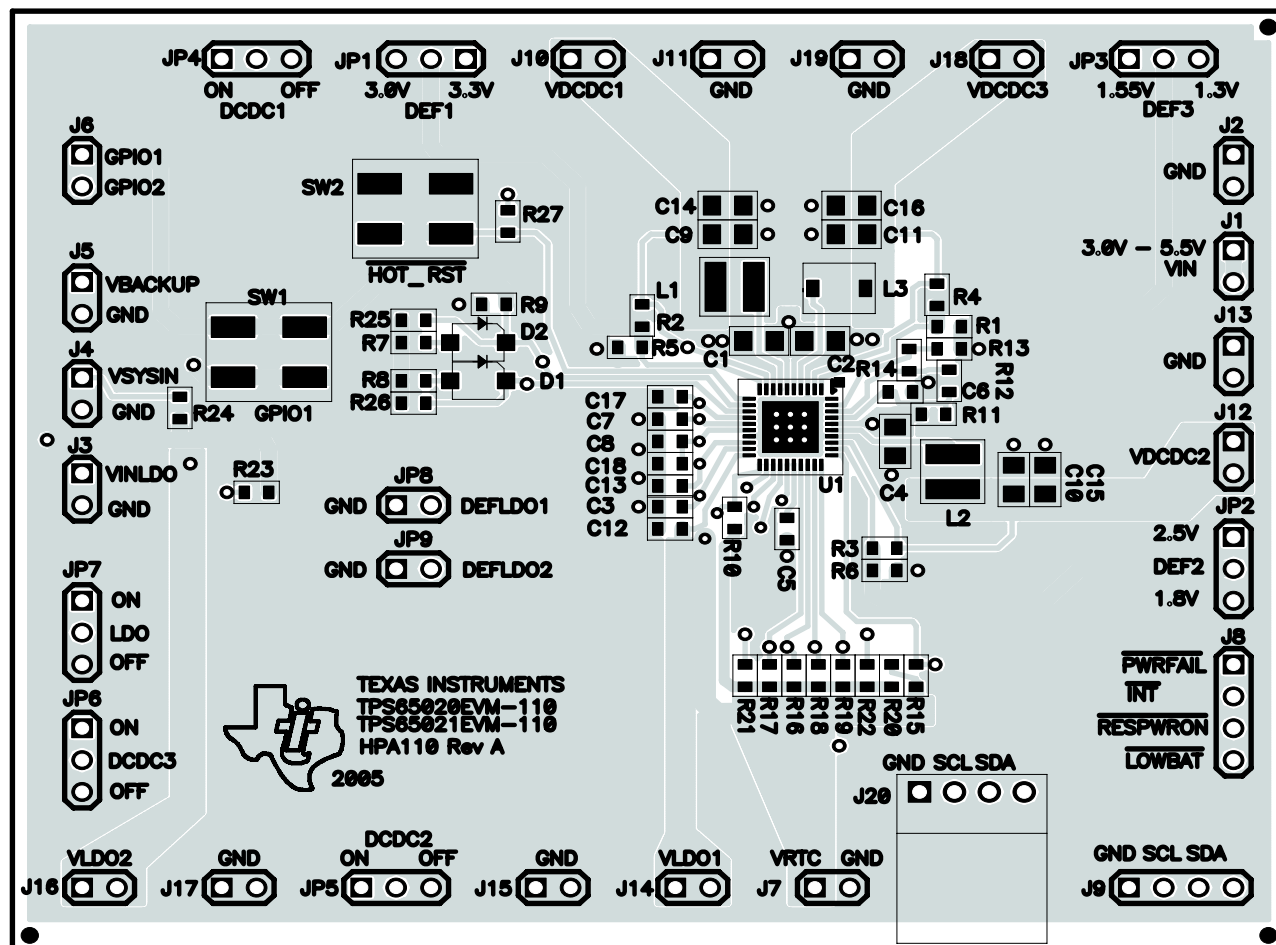 JP4
ON OFF
DCDC1
JP1
3.0V 3.3V
DEF1
J10
VDCDC1
J11
GND
J19
GND
J18
VDCDC3
JP3
1.55V 1.3V
DEF3
J6
GPIO1
GPIO2
SW2
HOT_RST
R27
C14
C9
C16
C11
J2
GND
J1
3.0V - 5.5V
VIN
J5
VBACKUP
GND
SW1
GPIO1
R25
R7
R9
D2
R8
R26
D1
L1
R2
R5
C1
L3
C2
R4
R1
R13
R14
R12
C6
R11
J13
GND
J4
VSYSIN
GND
R24
C17
C7
C8
C18
C13
C3
C12
U1
C4
L2
C10
C15
J12
VDCDC2
J3
VINLDO
GND
R23
JP8
GND DEFLDO1
JP9
GND DEFLDO2
R10
C5
R3
R6
JP2
2.5V
DEF2
1.8V
JP7
ON
LDO
OFF
JP6
ON
DCDC3
OFF
TEXAS INSTRUMENTS
TPS65020EVM-110
TPS65021EVM-110
HPA110 Rev A
2005
R21
R17
R16
R18
R19
R22
R20
R15
J8
PWRFAIL
INT
RESPWRON
LOWBAT
GND SCL SDA
J20
VLDO2
J16
GND
J17
DCDC2
ON OFF
JP5
GND
J15
VLDO1
J14
VRTC GND
J7
GND SCL SDA
J9